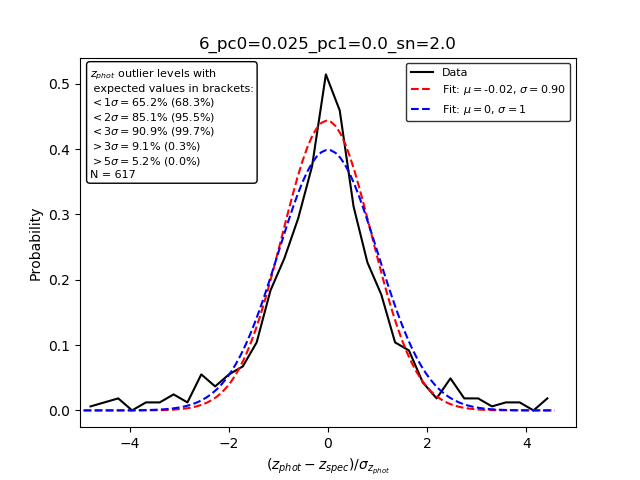 6_pc0=0.025_pc1=0.0_sn=2.0
z_phot outlier levels with
expected values in brackets:
<1σ=65.2% (68.3%)
<2σ=85.1% (95.5%)
<3σ=90.9% (99.7%)
>3σ=9.1% (0.3%)
>5σ=5.2% (0.0%)
N = 617
Data
Fit: μ=-0.02, σ=0.90
Fit: μ=0, σ=1
Probability
0.5
0.4
0.3
0.2
0.1
0.0
−4 −2 0 2 4
(z_phot − z_spec)/σ_z_phot